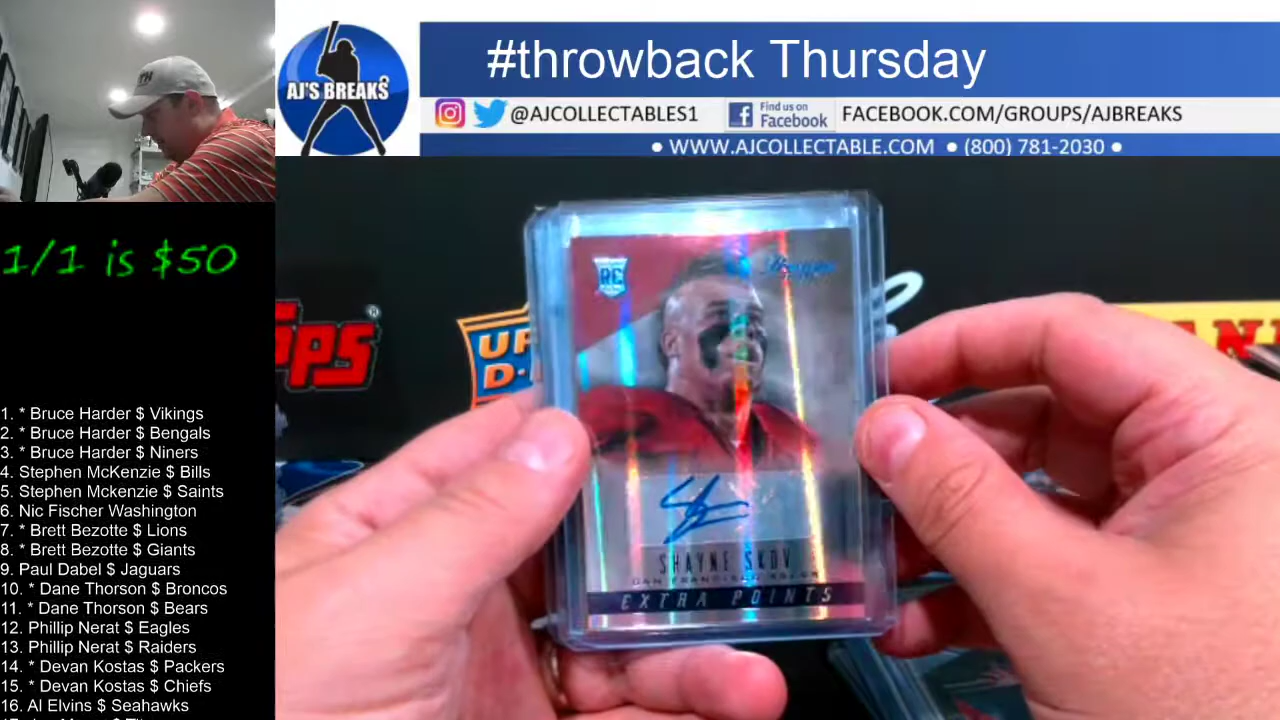 #throwback Thursday
AJ'S BREAKS
@AJCOLLECTABLES1
Find us on
Facebook
FACEBOOK.COM/GROUPS/AJBREAKS
• WWW.AJCOLLECTABLE.COM • (800) 781-2030 •
1/1 is $50
RC
Prestige
SHAYNE SKOV
SAN FRANCISCO 49ERS
EXTRA POINTS
1. * Bruce Harder $ Vikings
2. * Bruce Harder $ Bengals
3. * Bruce Harder $ Niners
4. Stephen McKenzie $ Bills
5. Stephen Mckenzie $ Saints
6. Nic Fischer Washington
7. * Brett Bezotte $ Lions
8. * Brett Bezotte $ Giants
9. Paul Dabel $ Jaguars
10. * Dane Thorson $ Broncos
11. * Dane Thorson $ Bears
12. Phillip Nerat $ Eagles
13. Phillip Nerat $ Raiders
14. * Devan Kostas $ Packers
15. * Devan Kostas $ Chiefs
16. Al Elvins $ Seahawks